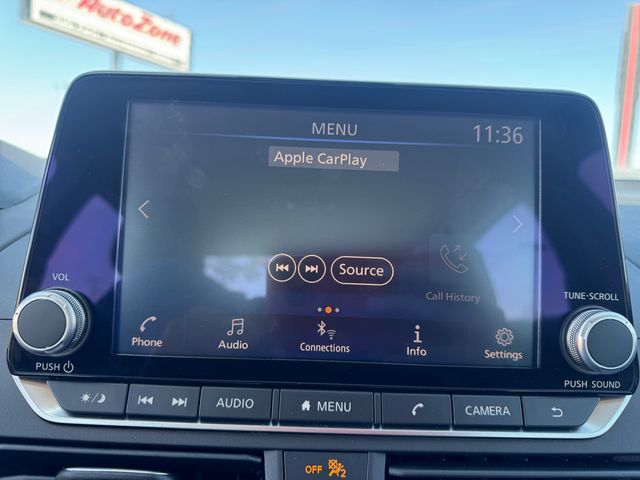 AutoZone
MENU
11:36
Apple CarPlay
Source
Call History
Phone
Audio
Connections
Info
Settings
VOL
PUSH
TUNE·SCROLL
PUSH SOUND
AUDIO
MENU
CAMERA
OFF
2